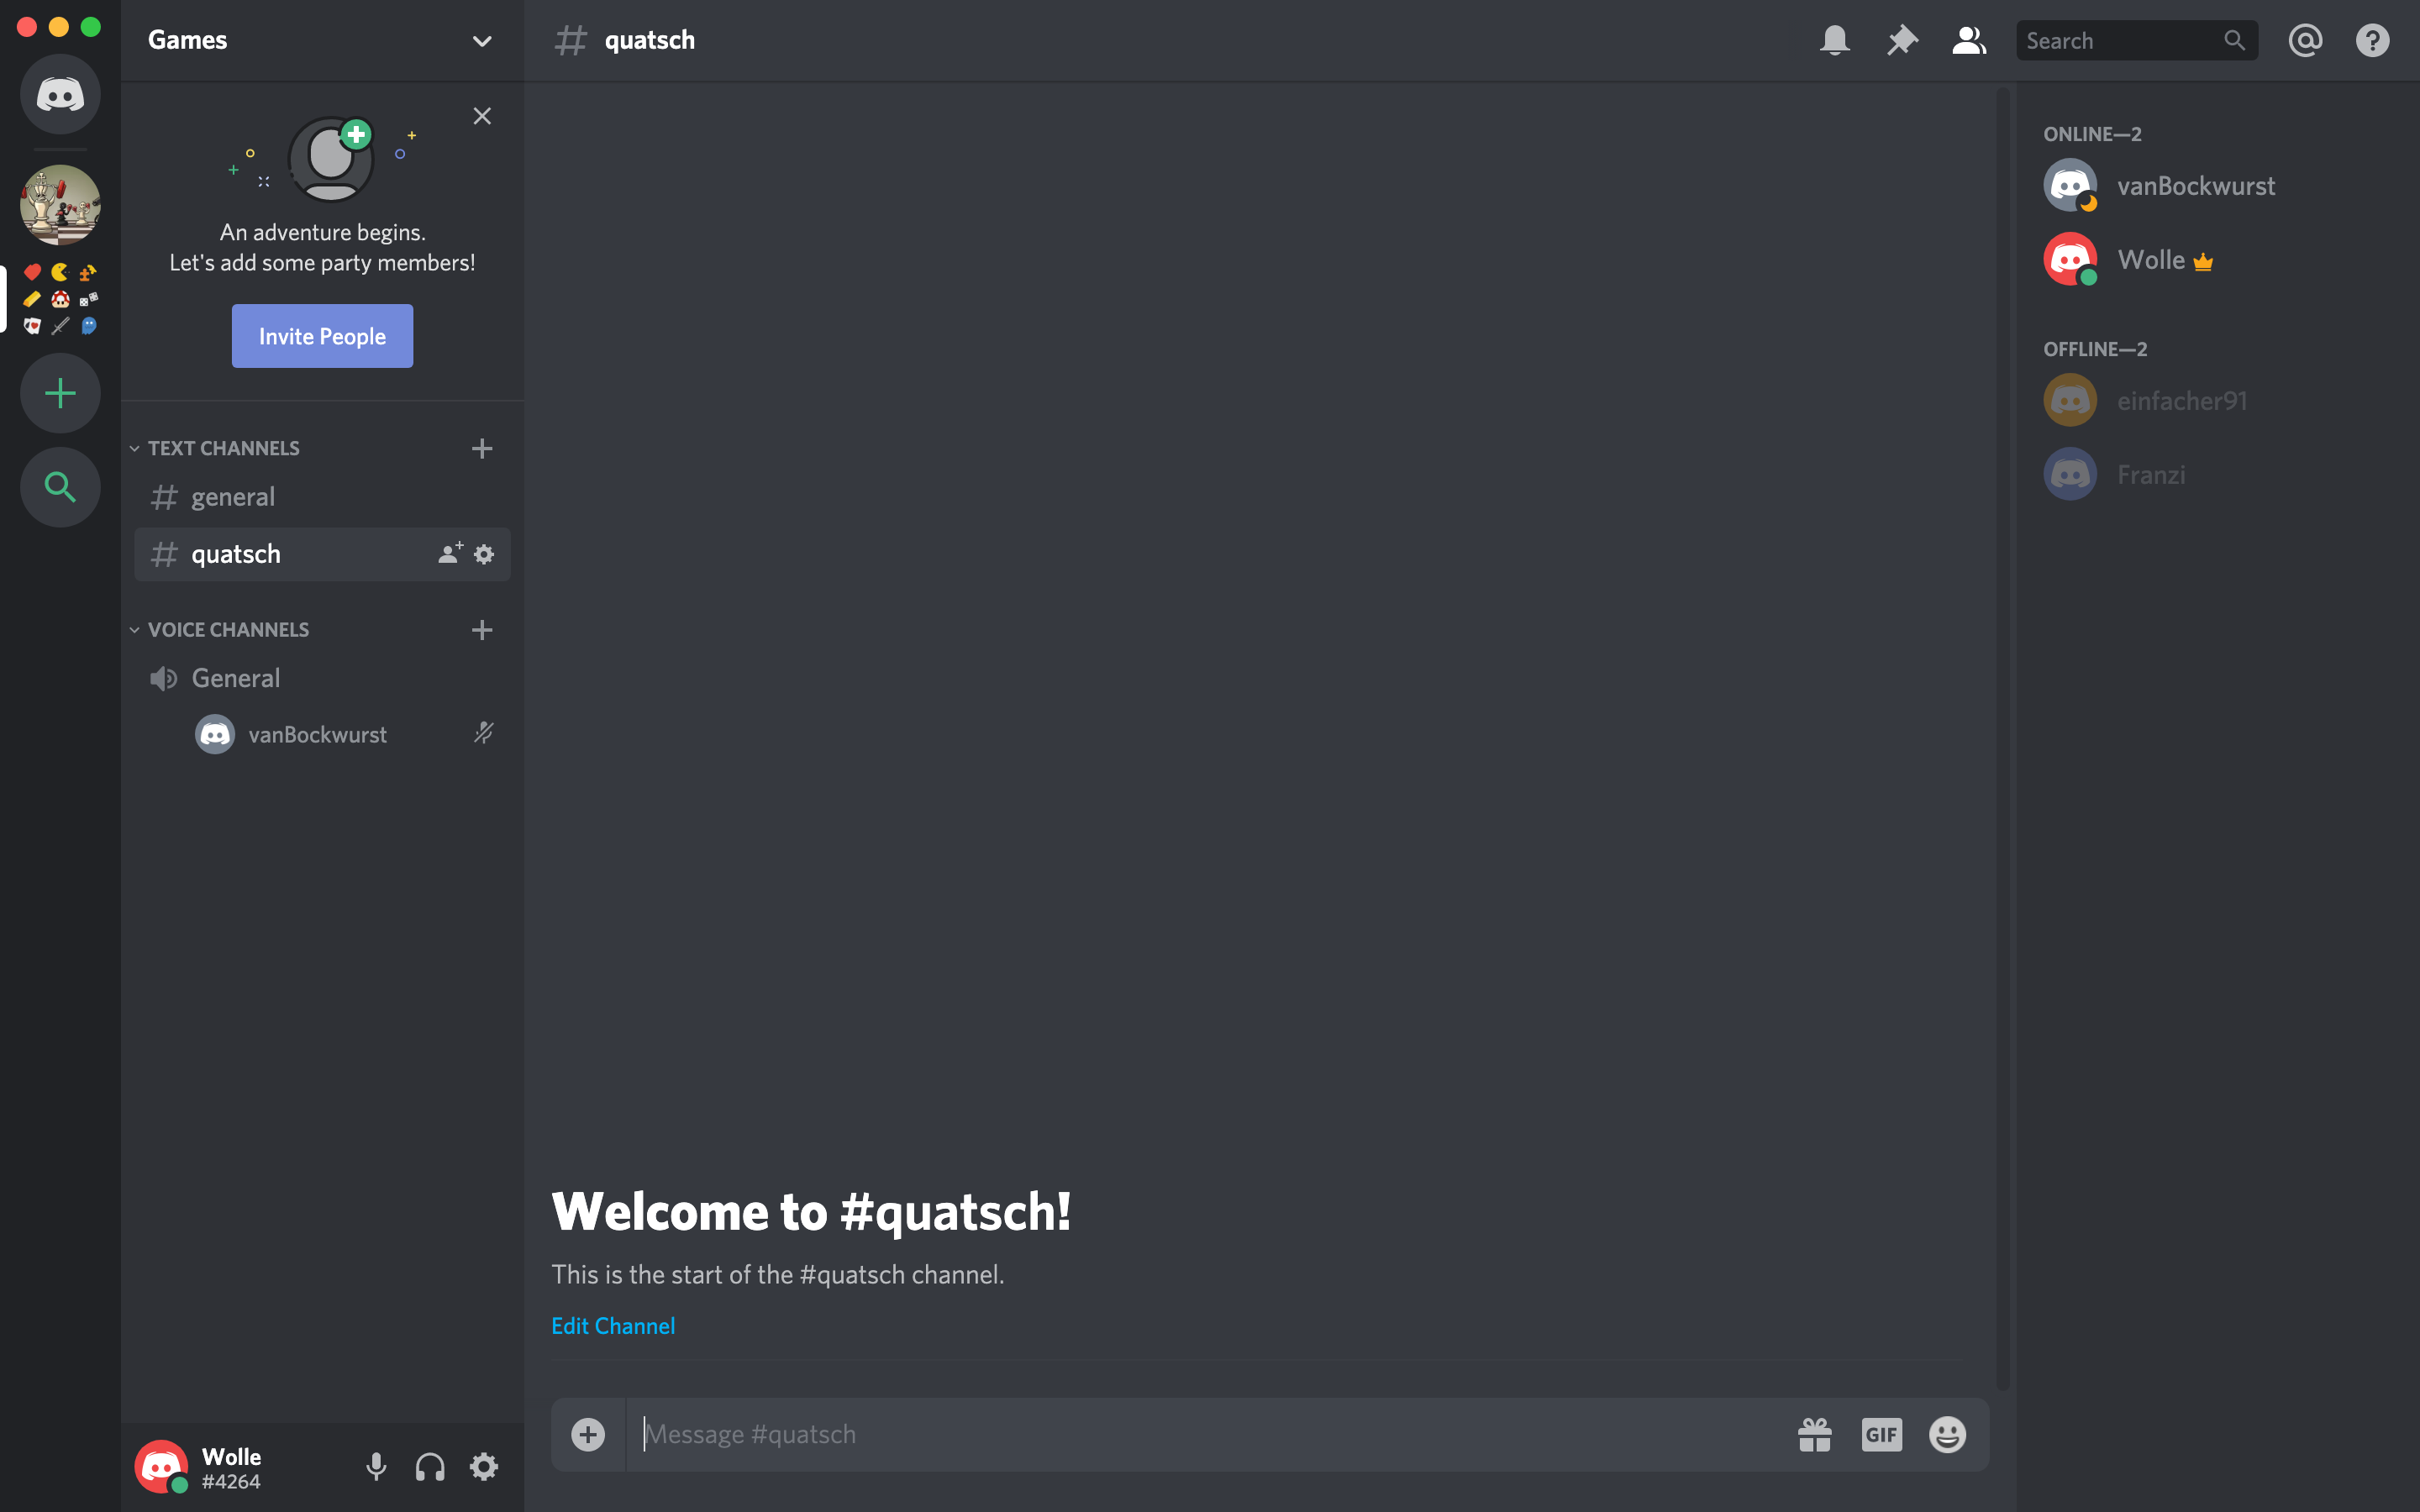 Games
An adventure begins.
Let's add some party members!
Invite People
TEXT CHANNELS
general
quatsch
VOICE CHANNELS
General
vanBockwurst
Wolle
#4264
# quatsch
Search
Welcome to #quatsch!
This is the start of the #quatsch channel.
Edit Channel
Message #quatsch
GIF
ONLINE—2
vanBockwurst
Wolle
OFFLINE—2
einfacher91
Franzi